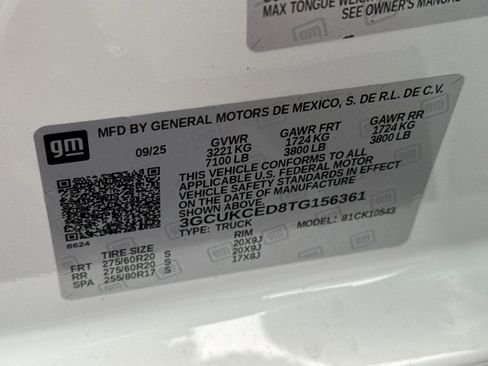 MAX TONGUE WEIGHT
SEE OWNER'S MANUAL
gm
MFD BY GENERAL MOTORS DE MEXICO, S. DE R.L. DE C.V.
09/25 GVWR GAWR FRT GAWR RR
3221 KG 1724 KG 1724 KG
7100 LB 3800 LB 3800 LB
THIS VEHICLE CONFORMS TO ALL
APPLICABLE U.S. FEDERAL MOTOR
VEHICLE SAFETY STANDARDS IN EFFECT
ON THE DATE OF MANUFACTURE
SHOWN ABOVE.
3GCUKCED8TG156361
TYPE: TRUCK MODEL: 81CK10543
8624
TIRE SIZE RIM
FRT 275/60R20 S 20X9J
RR 275/60R20 S 20X9J
SPA 255/80R17 S 17X8J